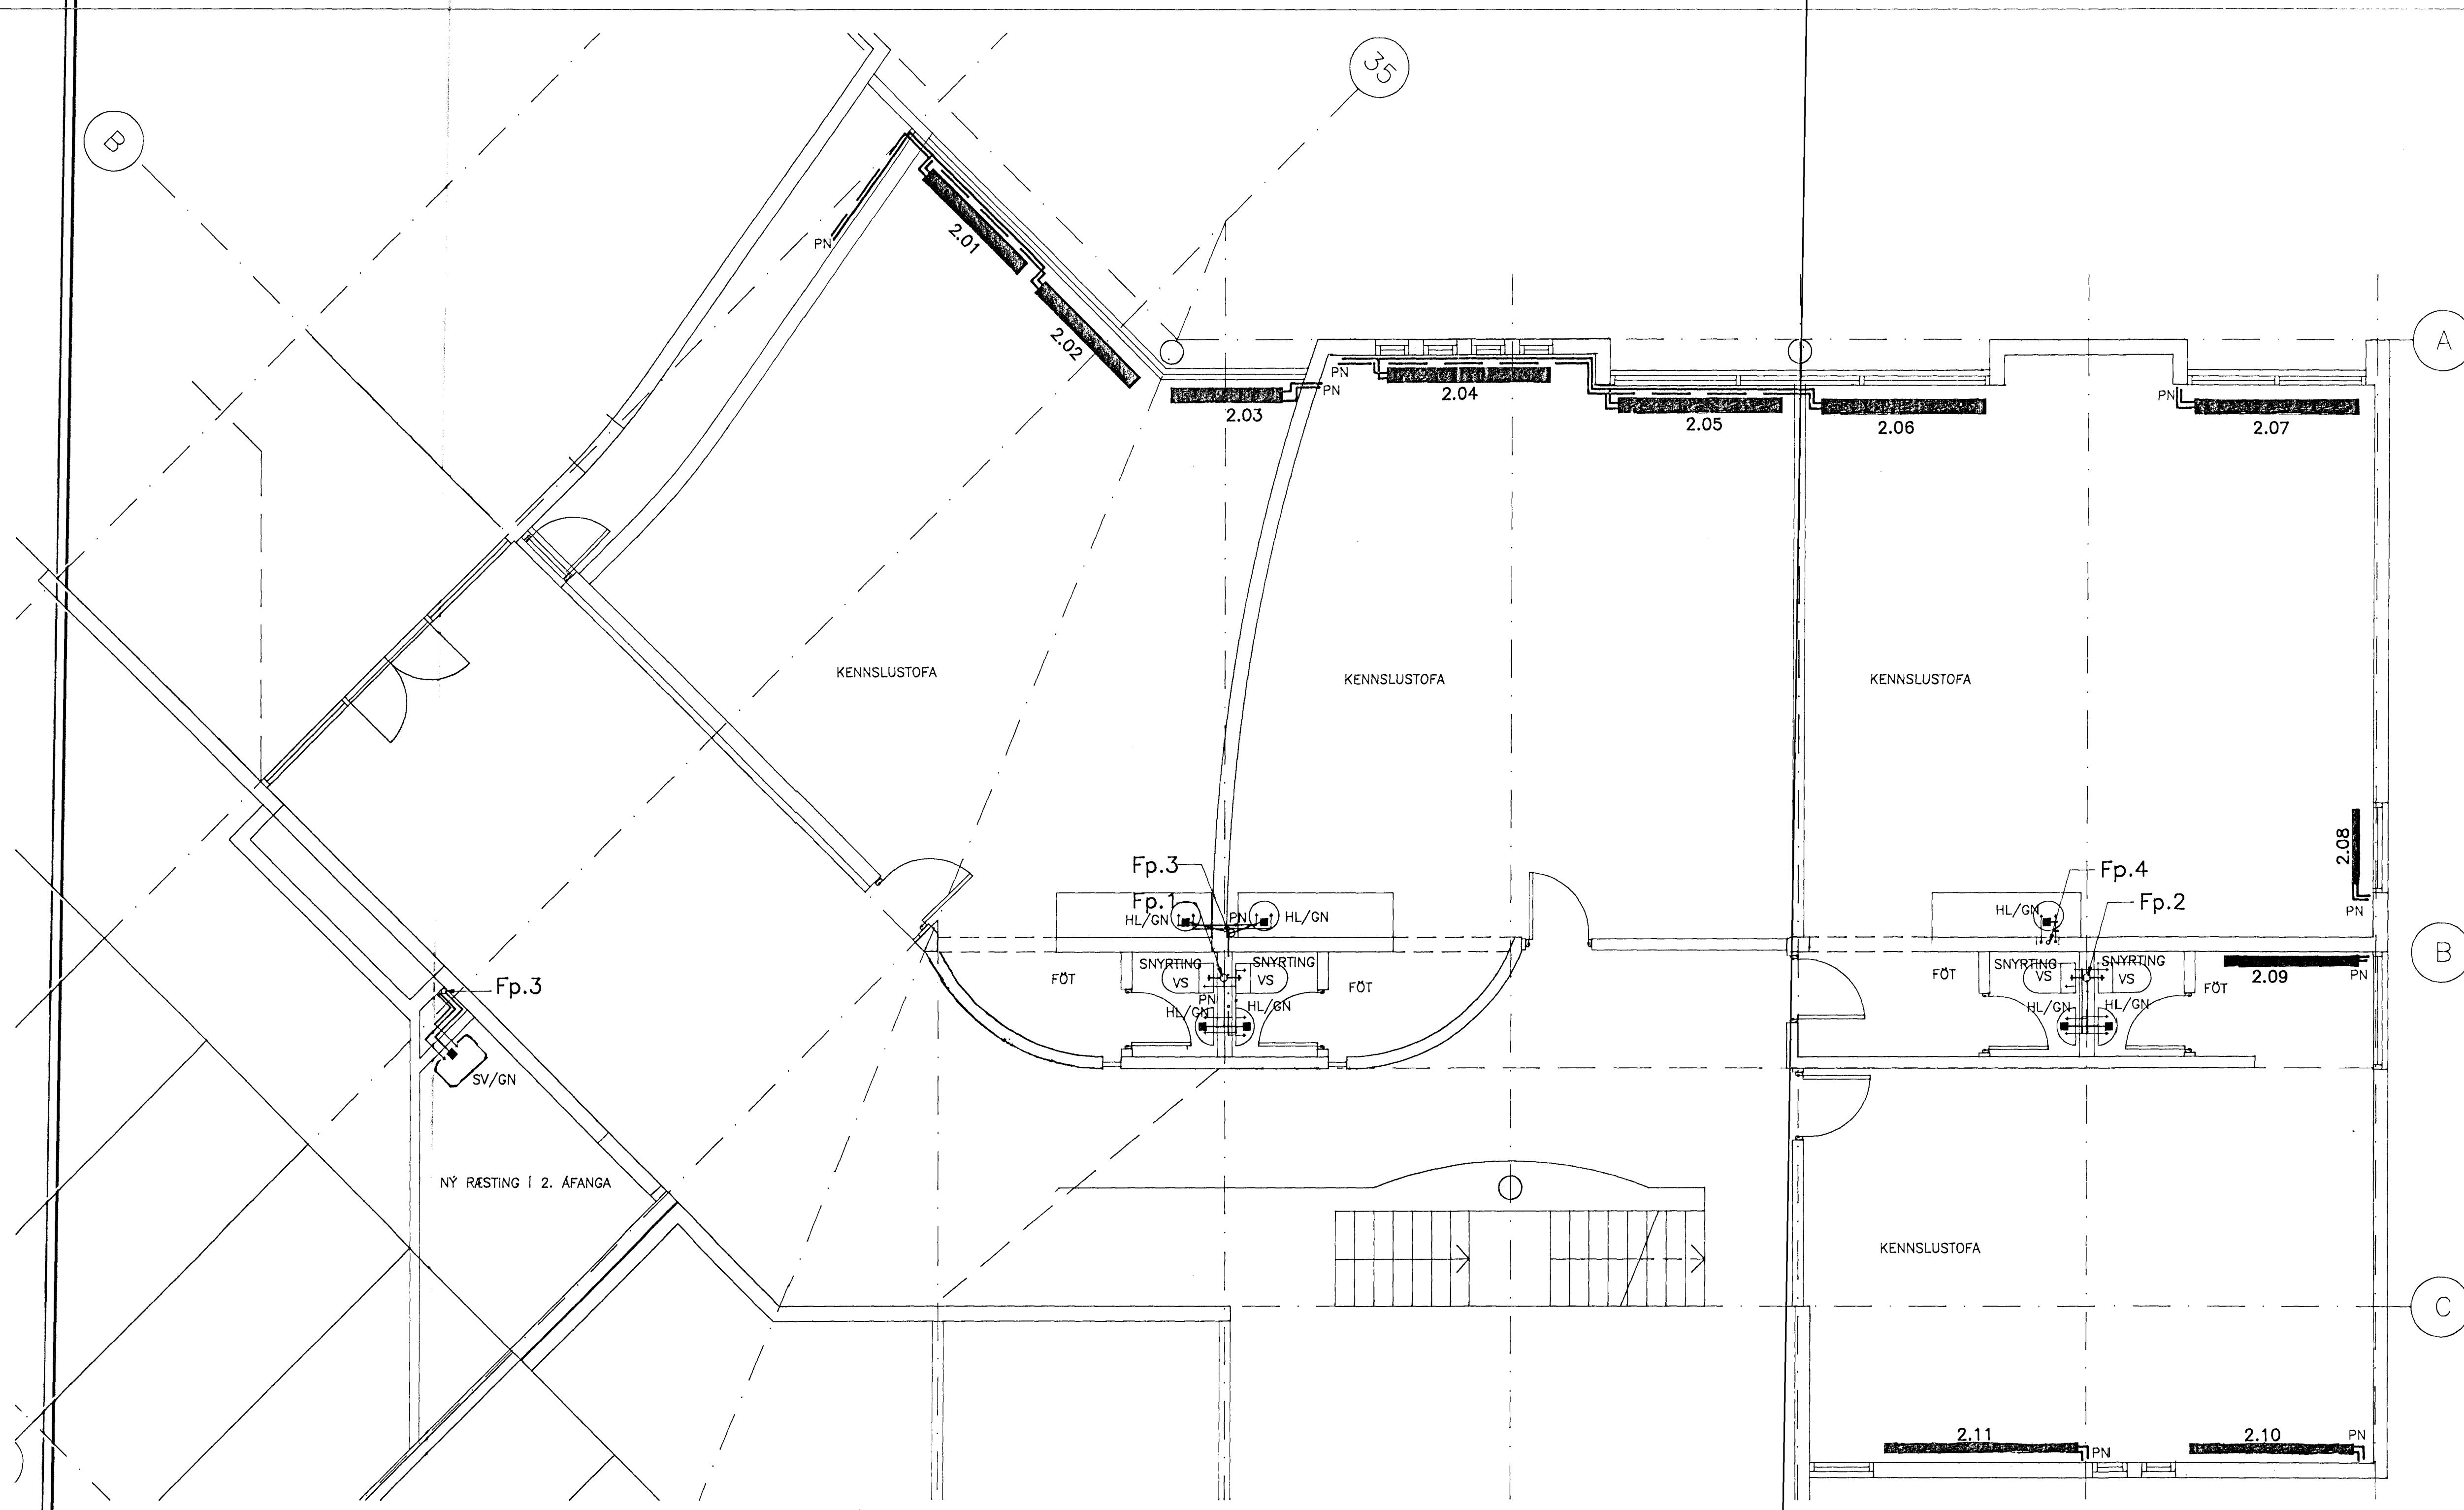 35
B
PN
2.01
2.02
A
PN
PN
2.03
2.04
2.05
2.06
PN
2.07
KENNSLUSTOFA
KENNSLUSTOFA
KENNSLUSTOFA
2.08
PN
Fp.3
Fp.1
HL/GN
PN
HL/GN
Fp.4
Fp.2
HL/GN
B
FÖT
SNYRTING
VS
SNYRTING
VS
FÖT
PN
HL/GN
HL/GN
FÖT
SNYRTING
VS
SNYRTING
VS
FÖT
HL/GN
HL/GN
2.09
PN
Fp.3
SV/GN
NÝ RÆSTING Í 2. ÁFANGA
KENNSLUSTOFA
C
2.11
PN
2.10
PN